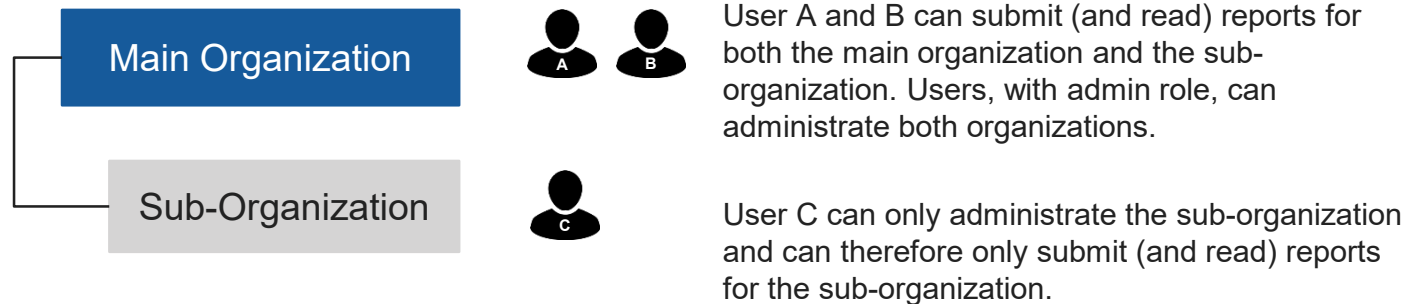 Main Organization
A
B
User A and B can submit (and read) reports for
both the main organization and the sub-
organization. Users, with admin role, can
administrate both organizations.
Sub-Organization
C
User C can only administrate the sub-organization
and can therefore only submit (and read) reports
for the sub-organization.